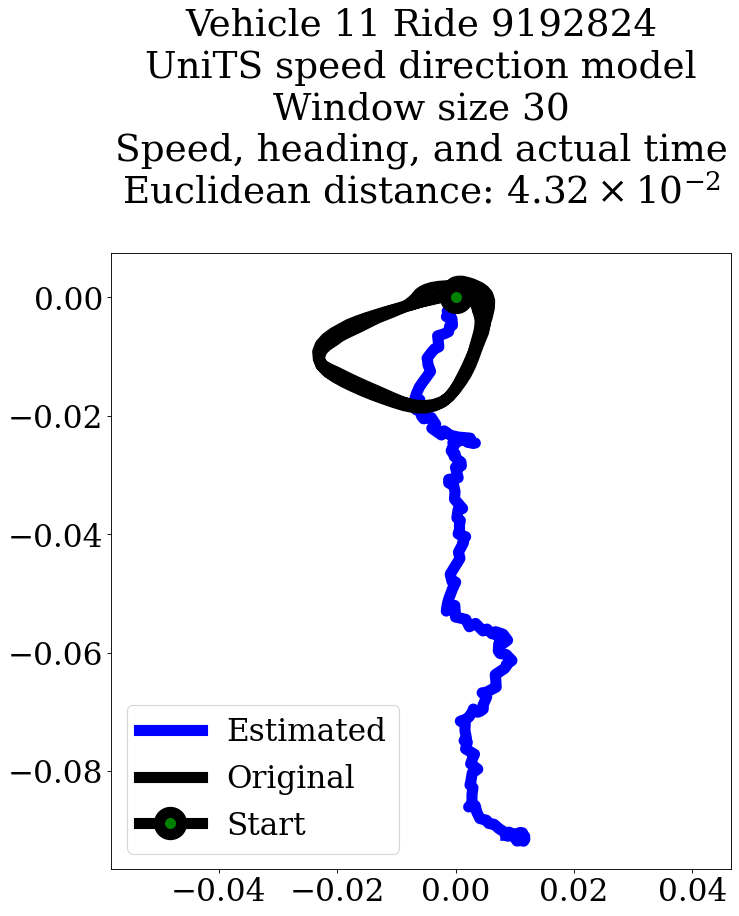 Vehicle 11 Ride 9192824
UniTS speed direction model
Window size 30
Speed, heading, and actual time
Euclidean distance: 4.32 × 10⁻²
0.00
−0.02
−0.04
−0.06
−0.08
Estimated
Original
Start
−0.04 −0.02 0.00 0.02 0.04